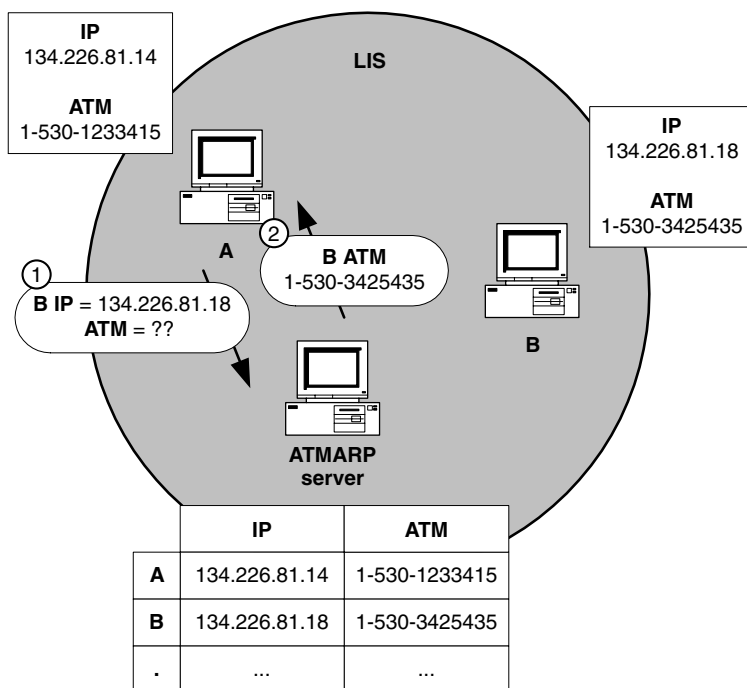 IP
134.226.81.14
ATM
1-530-1233415
LIS
IP
134.226.81.18
ATM
1-530-3425435
A
2
B ATM
1-530-3425435
1
B IP = 134.226.81.18
ATM = ??
B
ATMARP
server
IP ATM
A 134.226.81.14 1-530-1233415
B 134.226.81.18 1-530-3425435
. ... ...